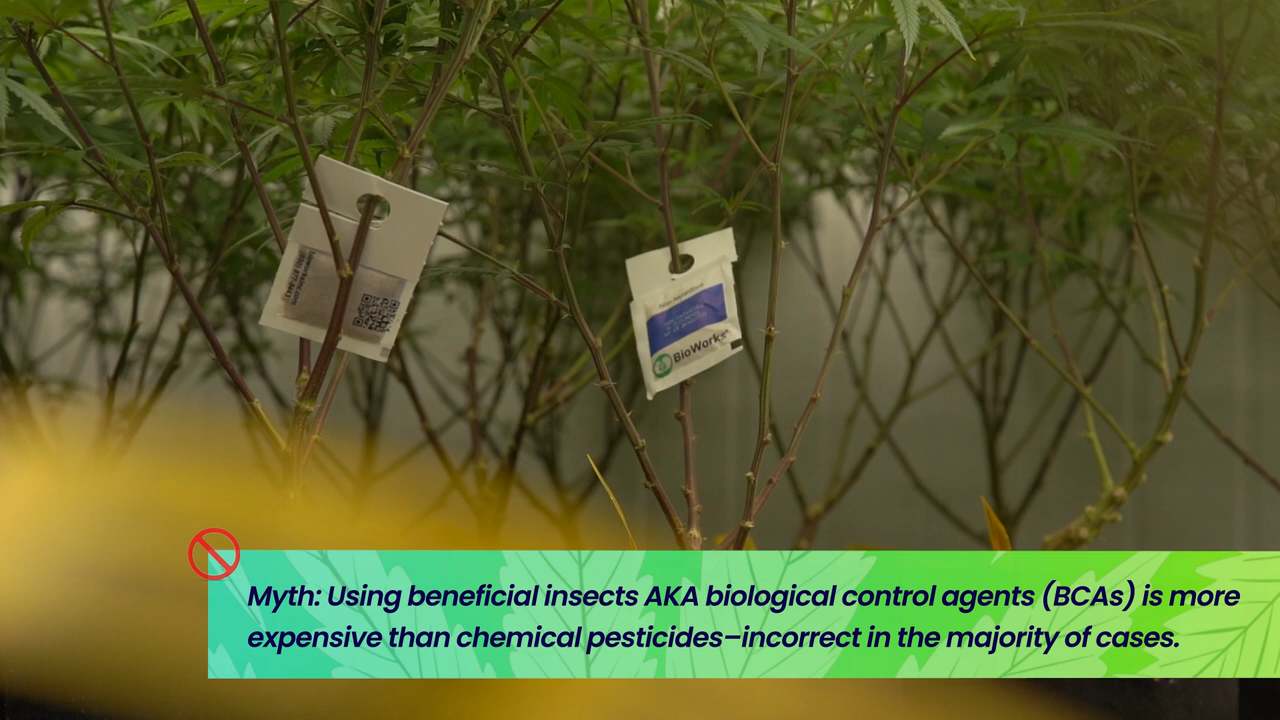 BioWorks
Myth: Using beneficial insects AKA biological control agents (BCAs) is more
expensive than chemical pesticides–incorrect in the majority of cases.